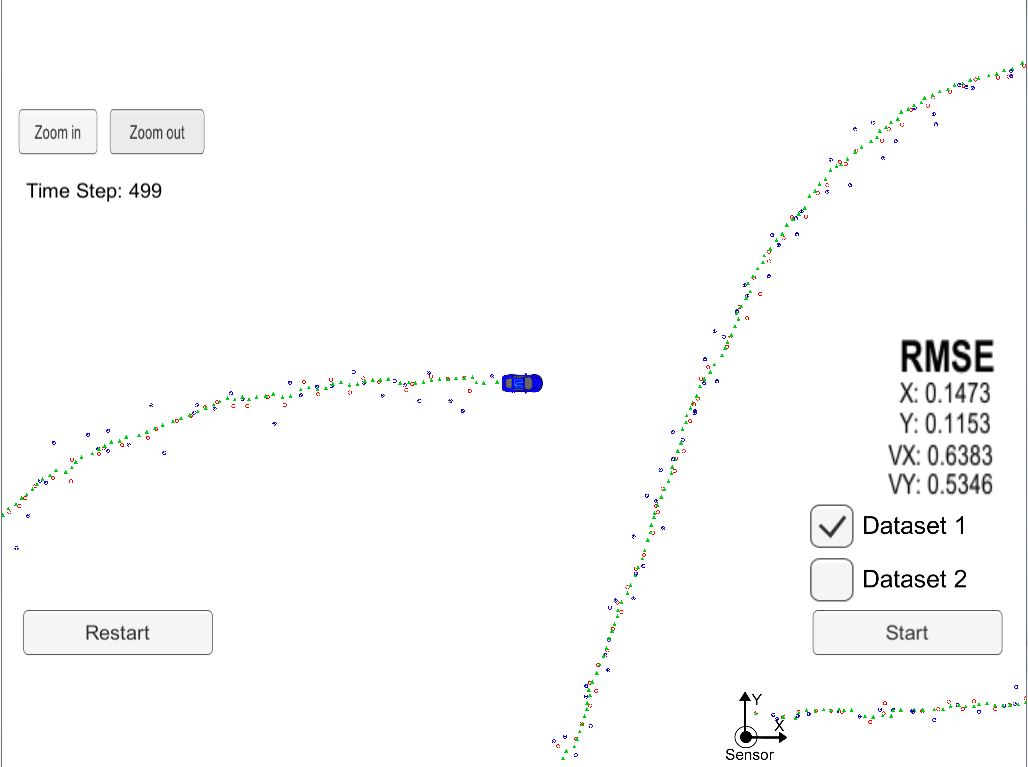 Zoom in
Zoom out
Time Step: 499
RMSE
X: 0.1473
Y: 0.1153
VX: 0.6383
VY: 0.5346
Dataset 1
Dataset 2
Restart
Start
Y
X
Sensor